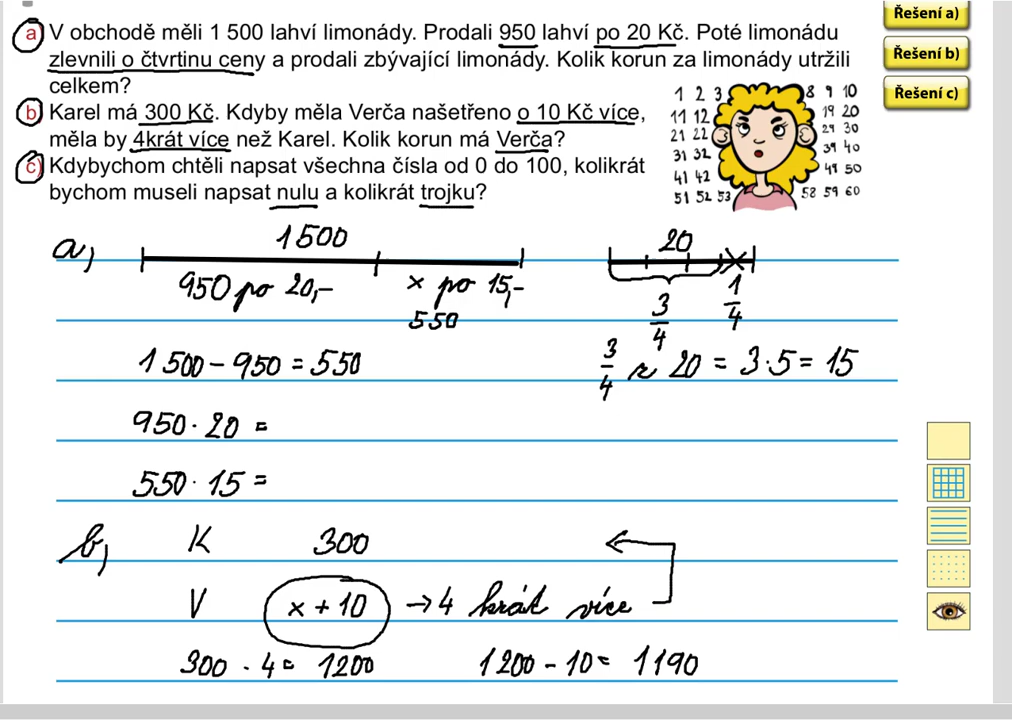 a) V obchodě měli 1 500 lahví limonády. Prodali 950 lahví po 20 Kč. Poté limonádu
zlevnili o čtvrtinu ceny a prodali zbývající limonády. Kolik korun za limonády utržili
celkem?
b) Karel má 300 Kč. Kdyby měla Verča našetřeno o 10 Kč více,
měla by 4krát více než Karel. Kolik korun má Verča?
c) Kdybychom chtěli napsat všechna čísla od 0 do 100, kolikrát
bychom museli napsat nulu a kolikrát trojku?
Řešení a)
Řešení b)
Řešení c)
1 2 3 8 9 10
11 12 19 20
21 22 29 30
31 32 39 40
41 42 49 50
51 52 53 58 59 60
a, 1500 20
950 po 20,- x po 15,- 3/4 1/4
550
1 500 - 950 = 550 3/4 z 20 = 3·5 = 15
950 · 20 =
550 · 15 =
b, K 300
V x + 10 → 4 krát více
300 · 4 = 1200 1200 - 10 = 1190